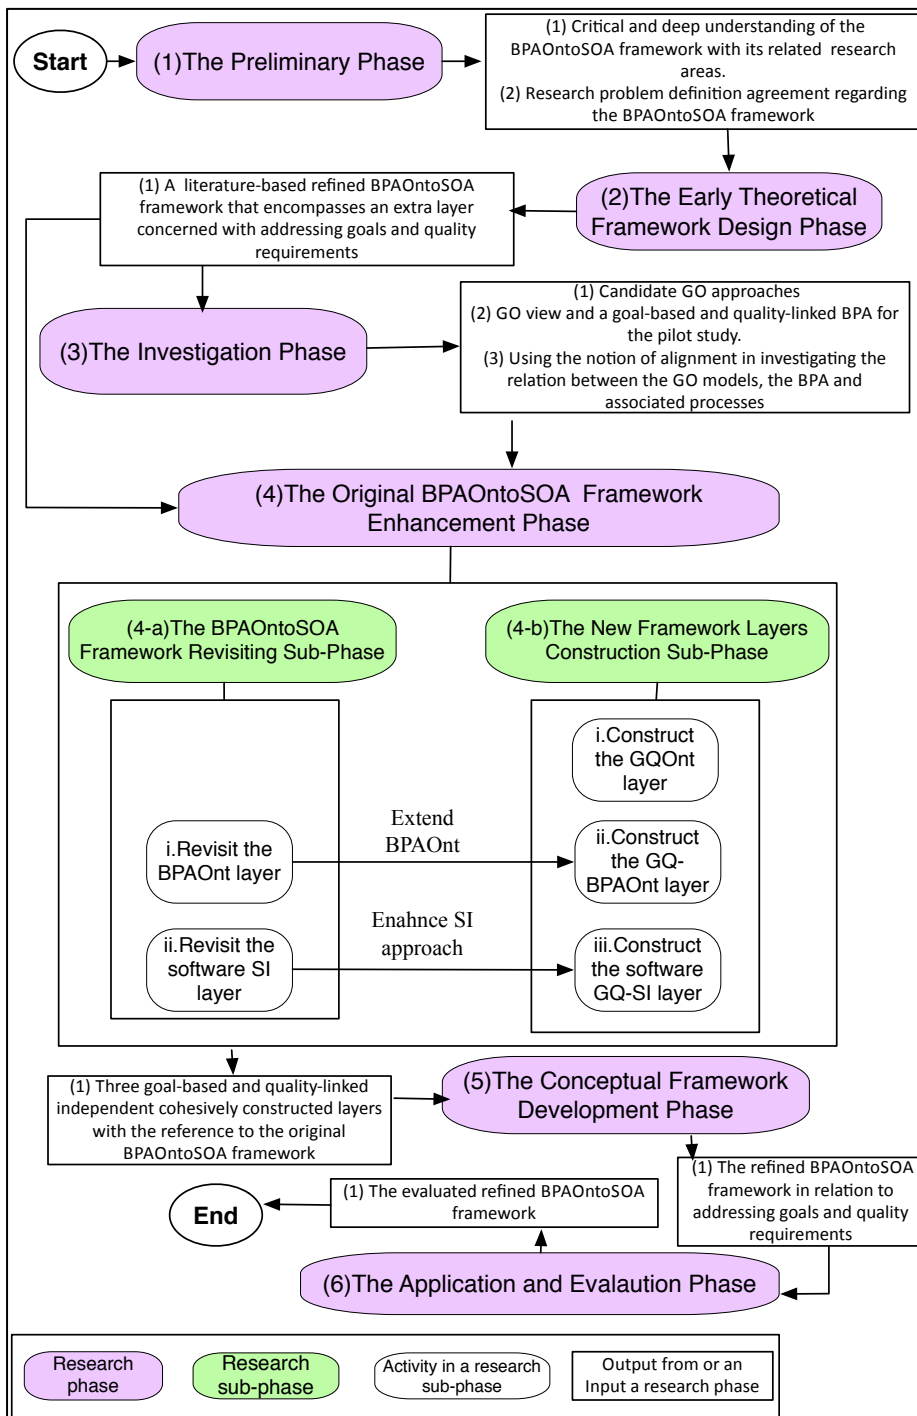 Start
(1)The Preliminary Phase
(1) Critical and deep understanding of the
BPAOntoSOA framework with its related research
areas.
(2) Research problem definition agreement regarding
the BPAOntoSOA framework
(2)The Early Theoretical
Framework Design Phase
(1) A literature-based refined BPAOntoSOA
framework that encompasses an extra layer
concerned with addressing goals and quality
requirements
(3)The Investigation Phase
(1) Candidate GO approaches
(2) GO view and a goal-based and quality-linked BPA for
the pilot study.
(3) Using the notion of alignment in investigating the
relation between the GO models, the BPA and
associated processes
(4)The Original BPAOntoSOA Framework
Enhancement Phase
(4-a)The BPAOntoSOA
Framework Revisiting Sub-Phase
(4-b)The New Framework Layers
Construction Sub-Phase
i.Construct
the GQOnt
layer
i.Revisit the
BPAOnt layer
Extend
BPAOnt
ii.Construct
the GQ-
BPAOnt layer
ii.Revisit the
software SI
layer
Enahnce SI
approach
iii.Construct
the software
GQ-SI layer
(1) Three goal-based and quality-linked
independent cohesively constructed layers
with the reference to the original
BPAOntoSOA framework
(5)The Conceptual Framework
Development Phase
(1) The refined BPAOntoSOA
framework in relation to
addressing goals and quality
requirements
(1) The evaluated refined BPAOntoSOA
framework
End
(6)The Application and Evalaution Phase
Research
phase
Research
sub-phase
Activity in a research
sub-phase
Output from or an
Input a research phase